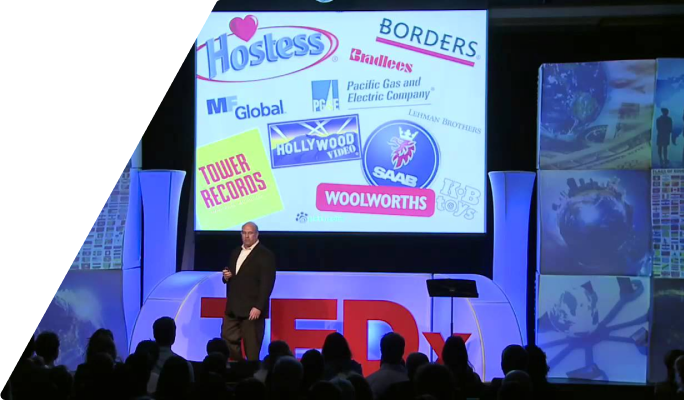 Hostess
BORDERS
Bradlees
MF Global
PG&E
Pacific Gas and
Electric Company
LEHMAN BROTHERS
HOLLYWOOD
VIDEO
TOWER
RECORDS
SAAB
WOOLWORTHS
K·B
toys
TEDx